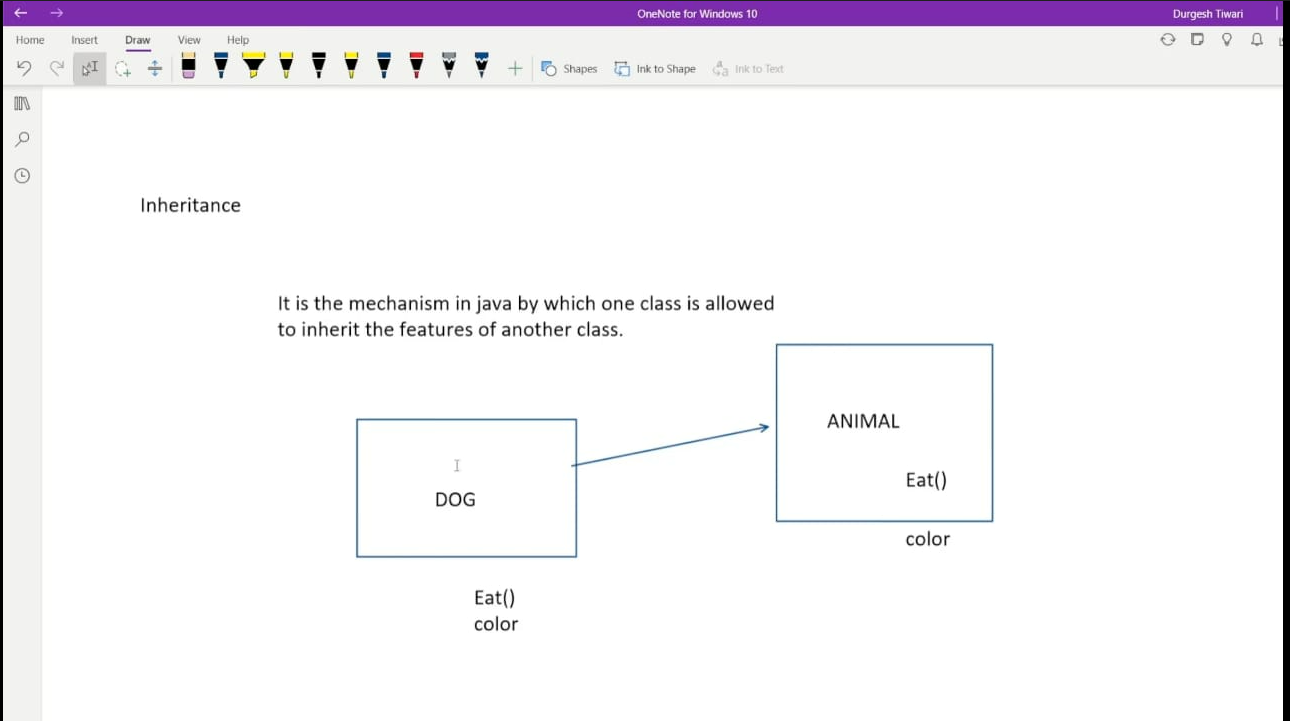 OneNote for Windows 10
Durgesh Tiwari
Home Insert Draw View Help
Shapes Ink to Shape Ink to Text
Inheritance
It is the mechanism in java by which one class is allowed
to inherit the features of another class.
ANIMAL
Eat()
color
DOG
Eat()
color